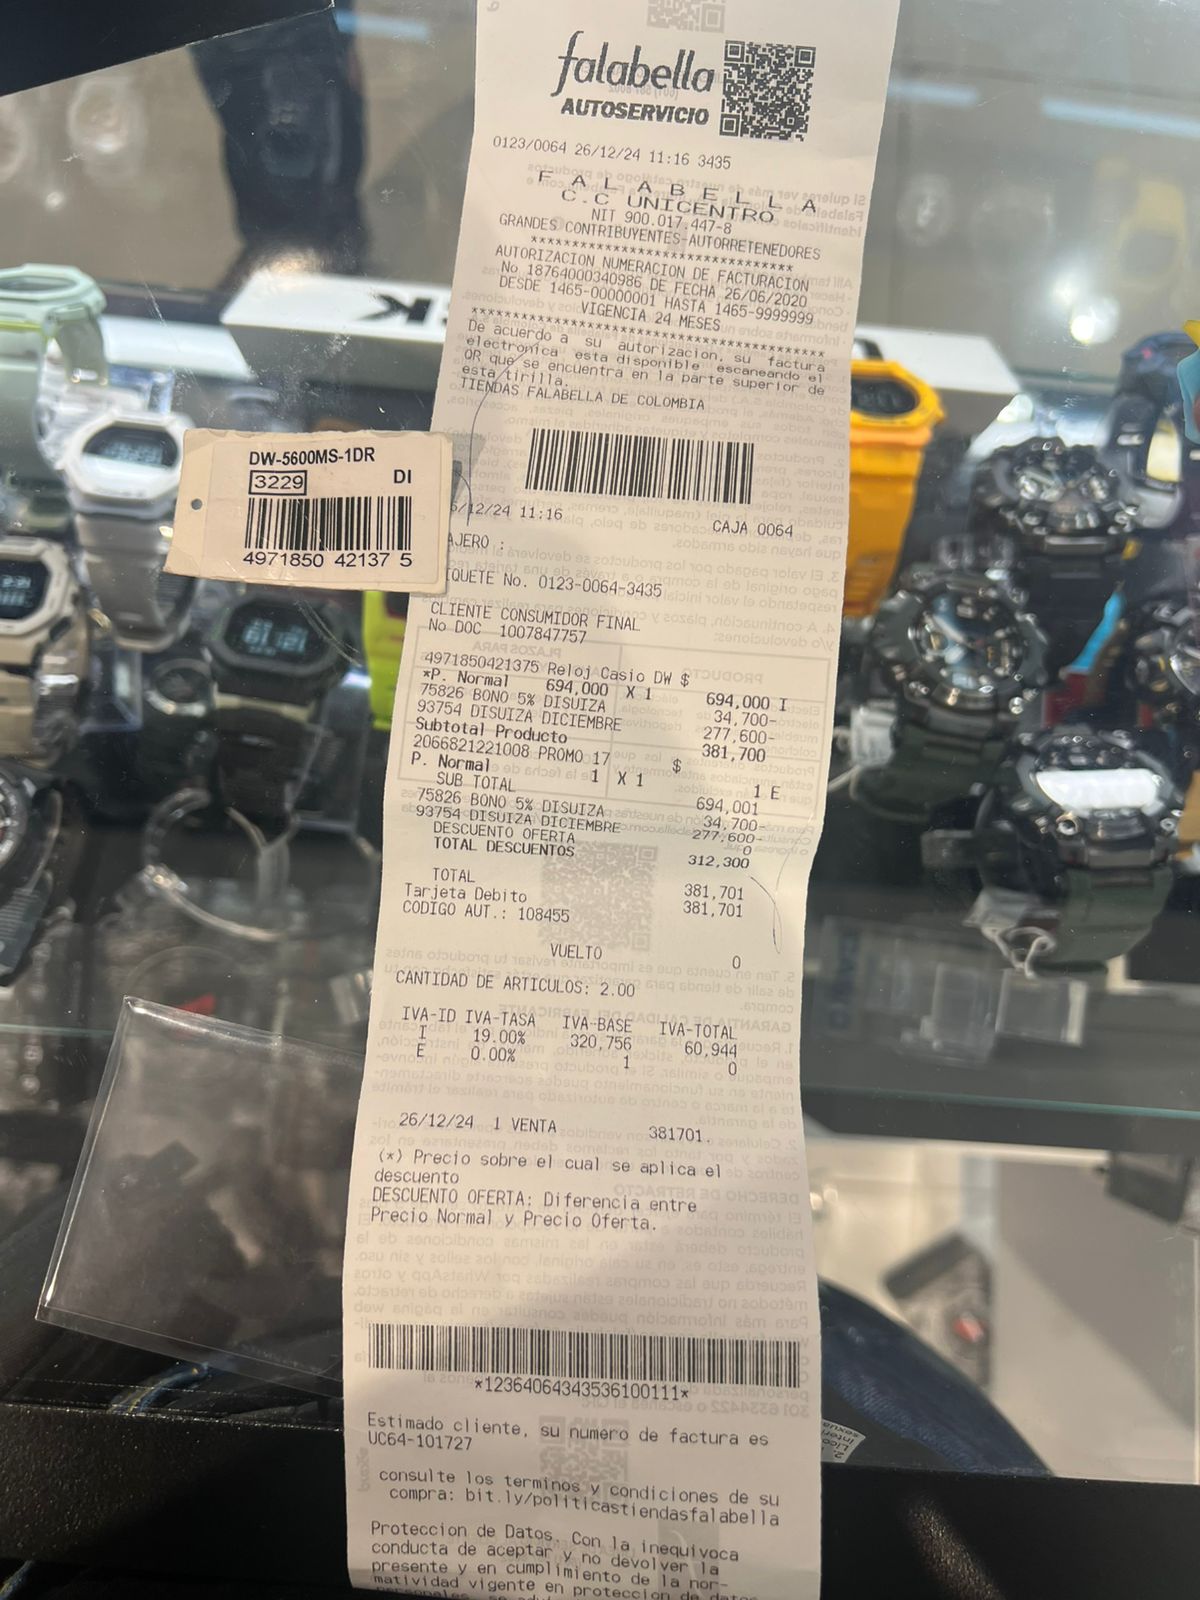 falabella
AUTOSERVICIO
0123/0064 26/12/24 11:16 3435
F A L A B E L L A
C.C UNICENTRO
NIT 900.017.447-8
GRANDES CONTRIBUYENTES-AUTORRETENEDORES
********************************
AUTORIZACION NUMERACION DE FACTURACION
No 18764000340986 DE FECHA 26/06/2020
DESDE 1465-00000001 HASTA 1465-9999999
VIGENCIA 24 MESES
De acuerdo a su autorizacion, su factura
electronica esta disponible escaneando el
QR que se encuentra en la parte superior de
esta tirilla.
TIENDAS FALABELLA DE COLOMBIA
DW-5600MS-1DR
3229 DI
4971850 42137 5
6/12/24 11:16 CAJA 0064
AJERO :
IQUETE No. 0123-0064-3435
CLIENTE CONSUMIDOR FINAL
No DOC 1007847757
4971850421375 Reloj Casio DW $
*P. Normal 694,000 X 1 694,000 I
75826 BONO 5% DISUIZA 34,700-
93754 DISUIZA DICIEMBRE 277,600-
Subtotal Producto 381,700
2066821221008 PROMO 17 $
P. Normal 1 X 1 1 E
SUB TOTAL 694,001
75826 BONO 5% DISUIZA 34,700-
93754 DISUIZA DICIEMBRE 277,600-
DESCUENTO OFERTA 0
TOTAL DESCUENTOS 312,300
TOTAL 381,701
Tarjeta Debito 381,701
CODIGO AUT.: 108455
VUELTO 0
CANTIDAD DE ARTICULOS: 2.00
IVA-ID IVA-TASA IVA-BASE IVA-TOTAL
I 19.00% 320,756 60,944
E 0.00% 1 0
26/12/24 1 VENTA 381701.
(*) Precio sobre el cual se aplica el
descuento
DESCUENTO OFERTA: Diferencia entre
Precio Normal y Precio Oferta.
*12364064343536100111*
Estimado cliente, su numero de factura es
UC64-101727
consulte los terminos y condiciones de su
compra: bit.ly/politicastiendasfalabella
Proteccion de Datos. Con la inequivoca
conducta de aceptar y no devolver la
presente y en cumplimiento de la nor-
matividad vigente en proteccion de datos